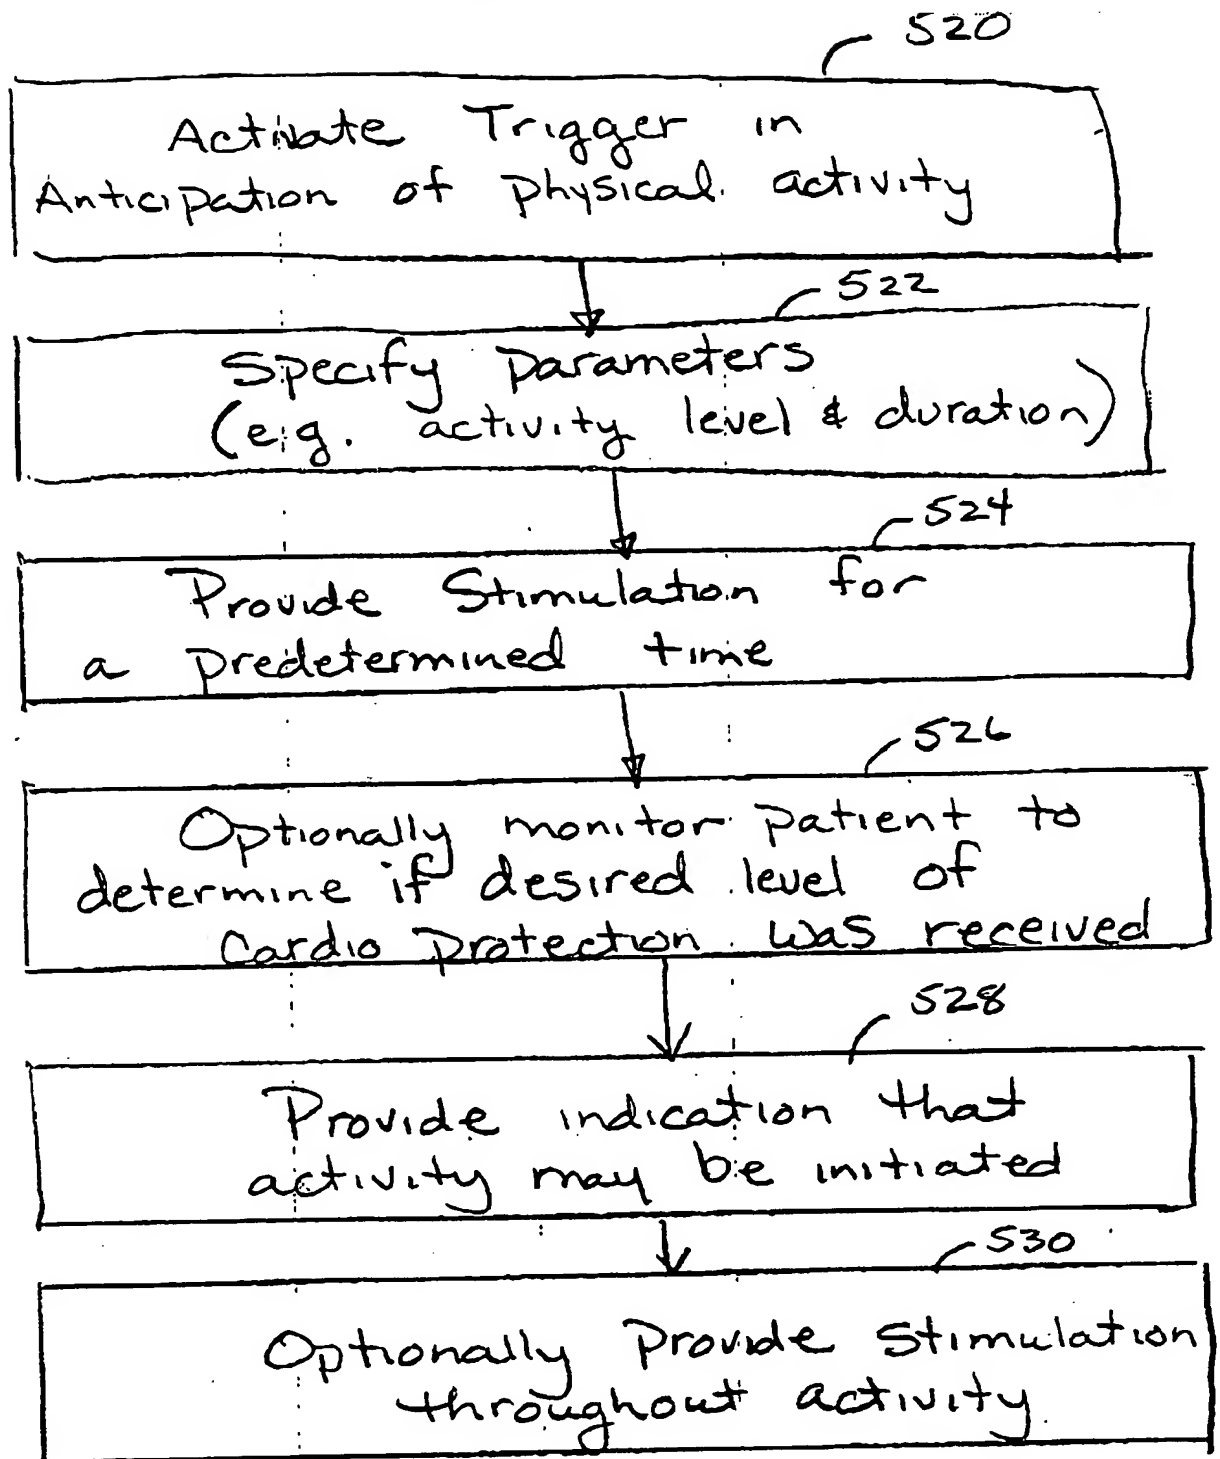 520
Activate Trigger in
Anticipation of physical activity
522
Specify parameters
(e.g. activity level & duration)
524
Provide Stimulation for
a predetermined time
526
Optionally monitor patient to
determine if desired level of
Cardio protection was received
528
Provide indication that
activity may be initiated
530
Optionally Provide Stimulation
throughout activity